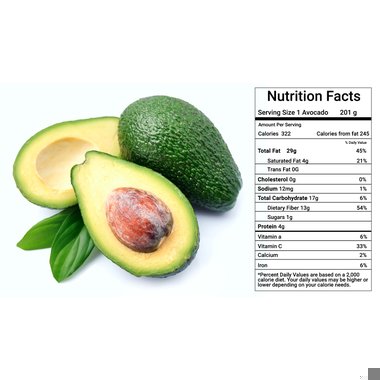 Nutrition Facts
Serving Size 1 Avocado 201 g
Amount Per Serving
Calories 322 Calories from fat 245
% Daily Value
Total Fat 29g 45%
Saturated Fat 4g 21%
Trans Fat 0G
Cholesterol 0g 0%
Sodium 12mg 1%
Total Carbohydrate 17g 6%
Dietary Fiber 13g 54%
Sugars 1g
Protein 4g
Vitamin a 6%
Vitamin C 33%
Calcium 2%
Iron 6%
*Percent Daily Values are based on a 2,000
calorie diet. Your daily values may be higher or
lower depending on your calorie needs.